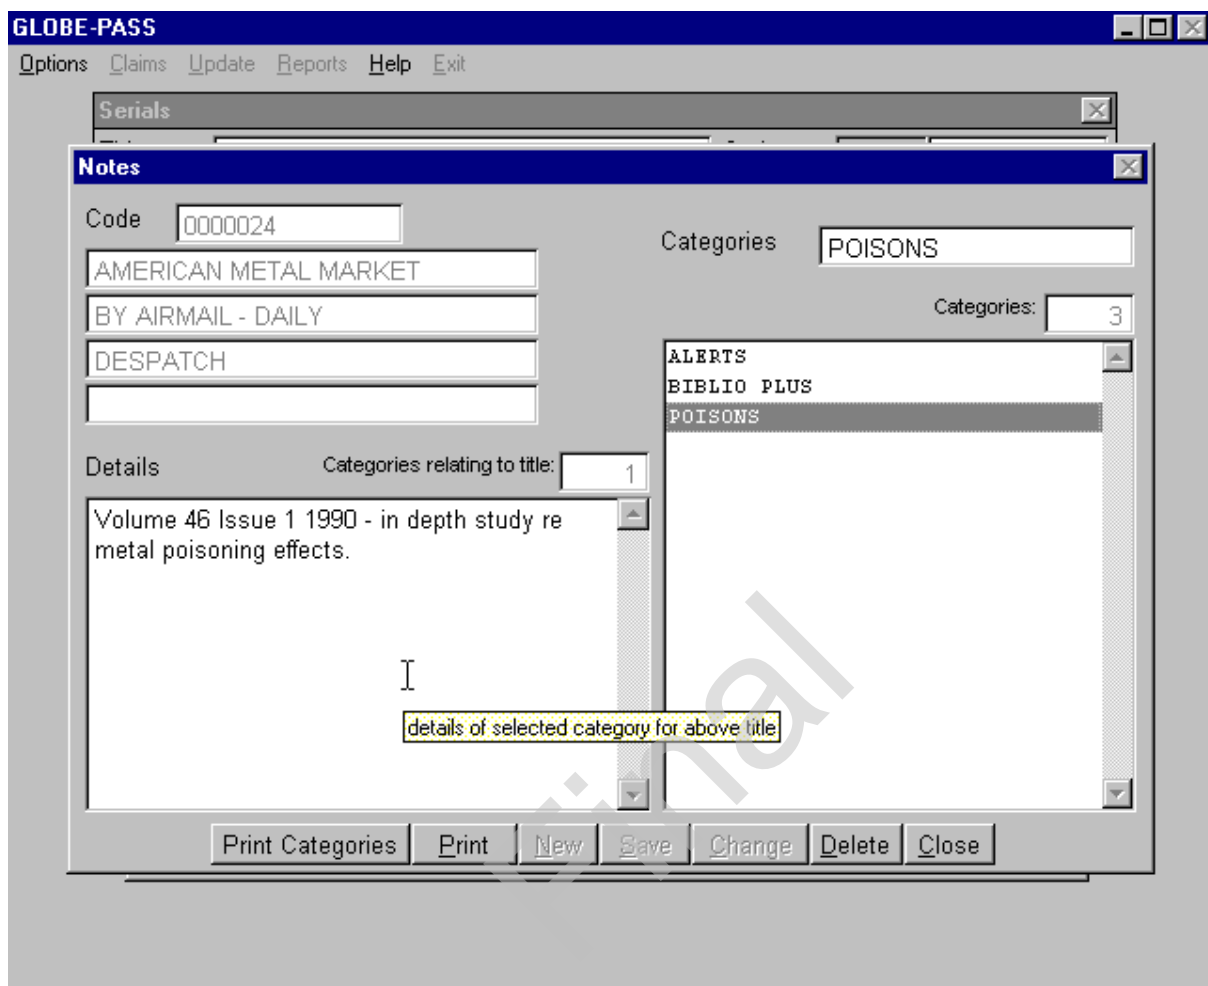 GLOBE-PASS
Options Claims Update Reports Help Exit
Serials
Notes
Code 0000024
Categories POISONS
AMERICAN METAL MARKET
BY AIRMAIL - DAILY
Categories: 3
DESPATCH
ALERTS
BIBLIO PLUS
POISONS
Details Categories relating to title: 1
Volume 46 Issue 1 1990 - in depth study re
metal poisoning effects.
details of selected category for above title
Print Categories Print New Save Change Delete Close
Final